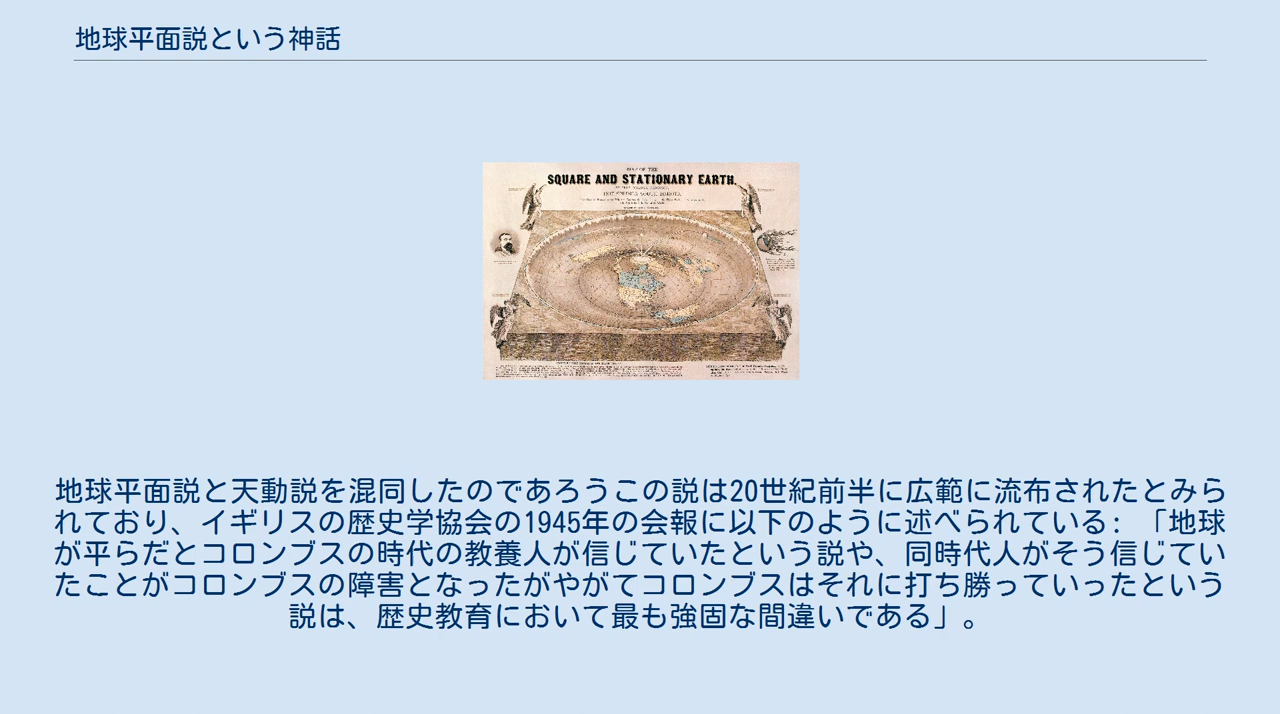 地球平面説という神話
MAP OF THE
SQUARE AND STATIONARY EARTH.
地球平面説と天動説を混同したのであろうこの説は20世紀前半に広範に流布されたとみら
れており、イギリスの歴史学協会の1945年の会報に以下のように述べられている: 「地球
が平らだとコロンブスの時代の教養人が信じていたという説や、同時代人がそう信じてい
たことがコロンブスの障害となったがやがてコロンブスはそれに打ち勝っていったという
説は、歴史教育において最も強固な間違いである」。